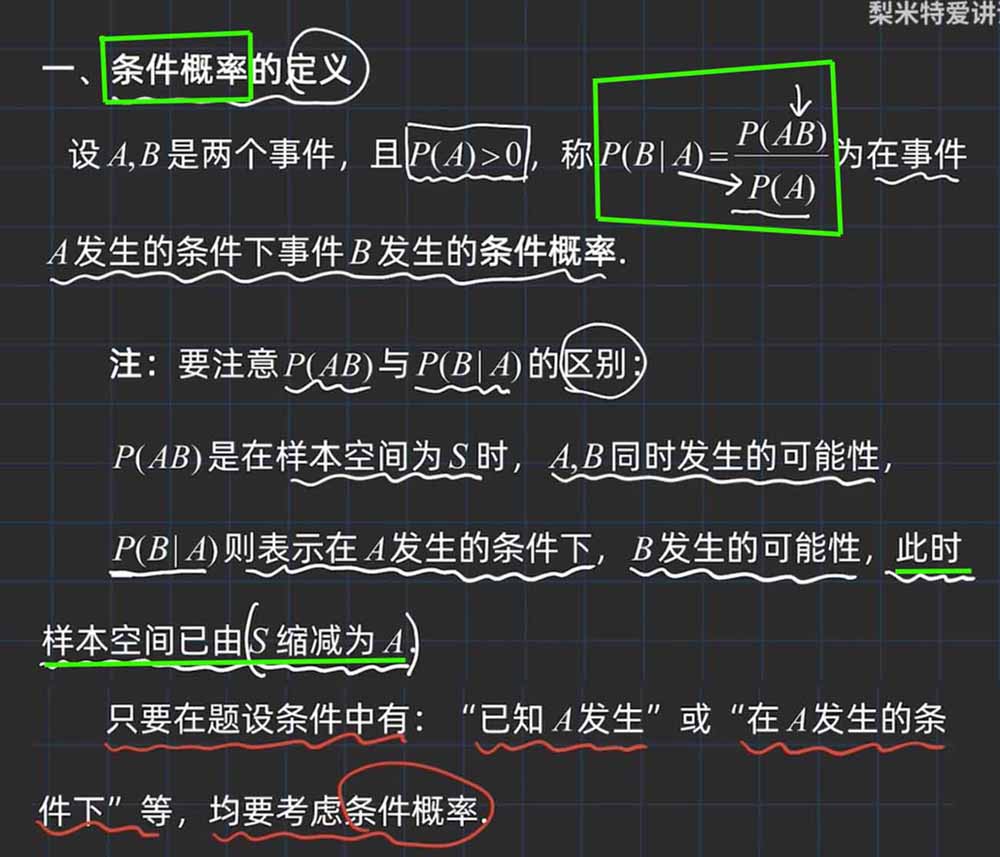 梨米特爱讲
一、条件概率的定义
设 A,B 是两个事件，且 P(A)>0，称 P(B|A)=P(AB)/P(A) 为在事件
A 发生的条件下事件 B 发生的条件概率.
注：要注意 P(AB) 与 P(B|A) 的区别：
P(AB) 是在样本空间为 S 时，A,B 同时发生的可能性，
P(B|A) 则表示在 A 发生的条件下，B 发生的可能性，此时
样本空间已由 S 缩减为 A.
只要在题设条件中有：“已知 A 发生”或“在 A 发生的条
件下”等，均要考虑条件概率.